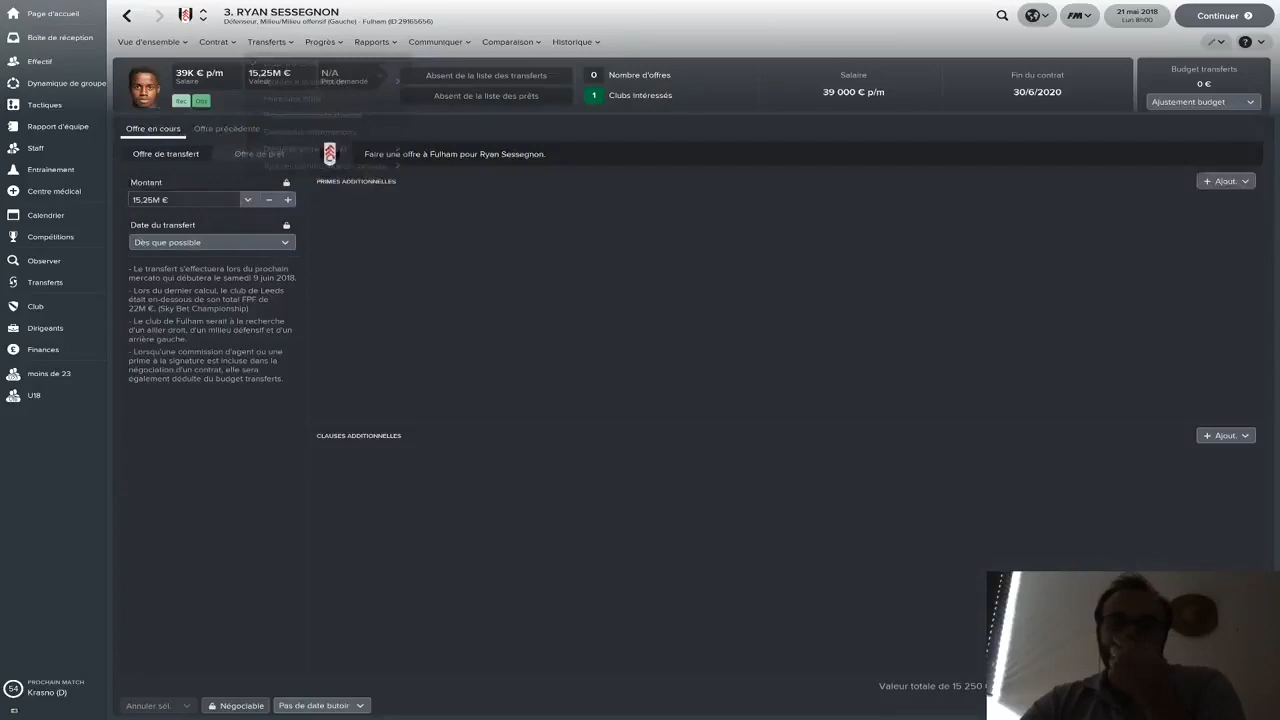 Page d'accueil
Boîte de réception
Effectif
Dynamique de groupe
Tactiques
Rapport d'équipe
Staff
Entraînement
Centre médical
Calendrier
Compétitions
Observer
Transferts
Club
Dirigeants
Finances
moins de 23
U18
54
PROCHAIN MATCH
Krasno (D)
3. RYAN SESSEGNON
Défenseur, Milieu/Milieu offensif (Gauche) - Fulham (ID:29165656)
FM
21 mai 2018
Lun 8h00
Continuer
Vue d'ensemble
Contrat
Transferts
Progrès
Rapports
Communiquer
Comparaison
Historique
39K € p/m
Salaire
15,25M €
Valeur
N/A
Prix demandé
Rec
Obs
Absent de la liste des transferts
Absent de la liste des prêts
0 Nombre d'offres
1 Clubs Intéressés
Salaire
39 000 € p/m
Fin du contrat
30/6/2020
Budget transferts
0 €
Ajustement budget
Offre en cours
Offre précédente
Offre de transfert
Offre de prêt
Faire une offre à Fulham pour Ryan Sessegnon.
Montant
15,25M €
Date du transfert
Dès que possible
- Le transfert s'effectuera lors du prochain
mercato qui débutera le samedi 9 juin 2018.
- Lors du dernier calcul, le club de Leeds
était en-dessous de son total FPF de
22M €. (Sky Bet Championship)
- Le club de Fulham serait à la recherche
d'un ailier droit, d'un milieu défensif et d'un
arrière gauche.
- Lorsqu'une commission d'agent ou une
prime à la signature est incluse dans la
négociation d'un contrat, elle sera
également déduite du budget transferts.
PRIMES ADDITIONNELLES
+ Ajout.
CLAUSES ADDITIONNELLES
+ Ajout.
Valeur totale de 15 250
Annuler sél.
Négociable
Pas de date butoir